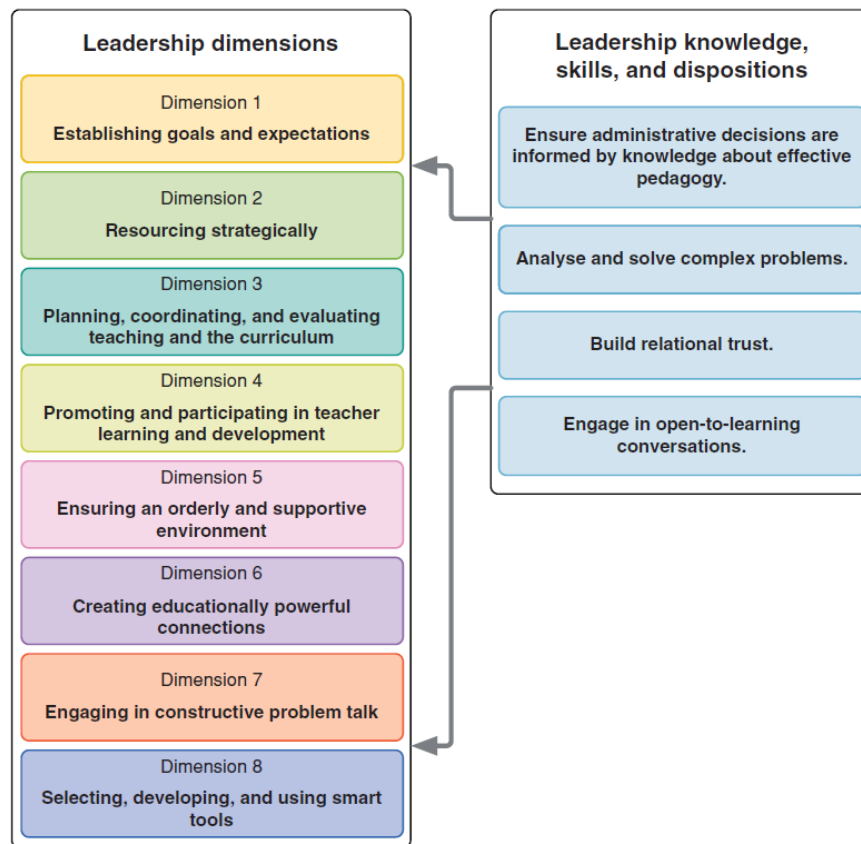 Leadership dimensions
Dimension 1
Establishing goals and expectations
Dimension 2
Resourcing strategically
Dimension 3
Planning, coordinating, and evaluating
teaching and the curriculum
Dimension 4
Promoting and participating in teacher
learning and development
Dimension 5
Ensuring an orderly and supportive
environment
Dimension 6
Creating educationally powerful
connections
Dimension 7
Engaging in constructive problem talk
Dimension 8
Selecting, developing, and using smart
tools
Leadership knowledge,
skills, and dispositions
Ensure administrative decisions are
informed by knowledge about effective
pedagogy.
Analyse and solve complex problems.
Build relational trust.
Engage in open-to-learning
conversations.